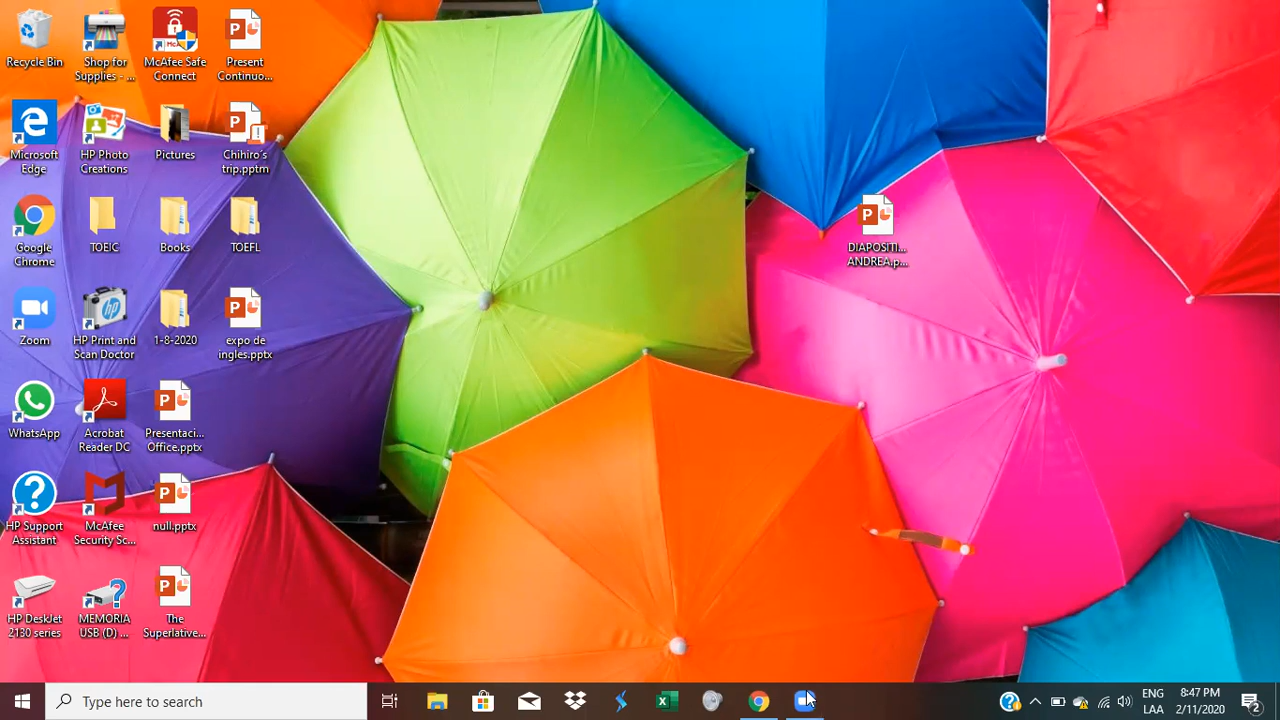 Recycle Bin
Shop for
Supplies - ...
McAfee Safe
Connect
Present
Continuo...
Microsoft
Edge
HP Photo
Creations
Pictures
Chihiro's
trip.pptm
Google
Chrome
TOEIC
Books
TOEFL
DIAPOSITI...
ANDREA.p...
Zoom
HP Print and
Scan Doctor
1-8-2020
expo de
ingles.pptx
WhatsApp
Acrobat
Reader DC
Presentaci...
Office.pptx
HP Support
Assistant
McAfee
Security Sc...
null.pptx
HP DeskJet
2130 series
MEMORIA
USB (D) ...
The
Superlative...
Type here to search
ENG
LAA
8:47 PM
2/11/2020
2